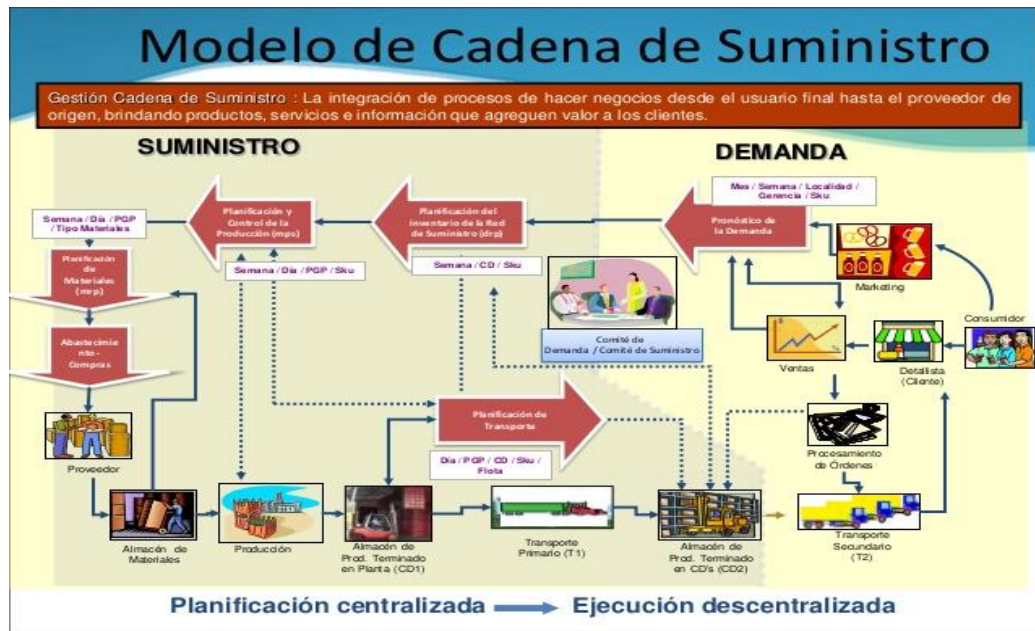 Modelo de Cadena de Suministro
Gestión Cadena de Suministro : La integración de procesos de hacer negocios desde el usuario final hasta el proveedor de
origen, brindando productos, servicios e información que agreguen valor a los clientes.
SUMINISTRO
DEMANDA
Semana / Día / PGP
/ Tipo Materiales
Planificación y
Control de la
Producción (mps)
Planificación del
inventario de la Red
de Suministro (drp)
Mes / Semana / Localidad /
Gerencia / Sku
Pronóstico de
la Demanda
Planificación
de
Materiales
(mrp)
Semana / Día / PGP / Sku
Semana / CD / Sku
Marketing
Consumidor
Abastecimie
nto -
Compras
Comité de
Demanda / Comité de Suministro
Ventas
Detallista
(Cliente)
Planificación de
Transporte
Proveedor
Día / PGP / CD / Sku /
Flota
Procesamiento
de Órdenes
Almacén de
Materiales
Producción
Almacén de
Prod. Terminado
en Planta (CD1)
Transporte
Primario (T1)
Almacén de
Prod. Terminado
en CD's (CD2)
Transporte
Secundario
(T2)
Planificación centralizada
Ejecución descentralizada